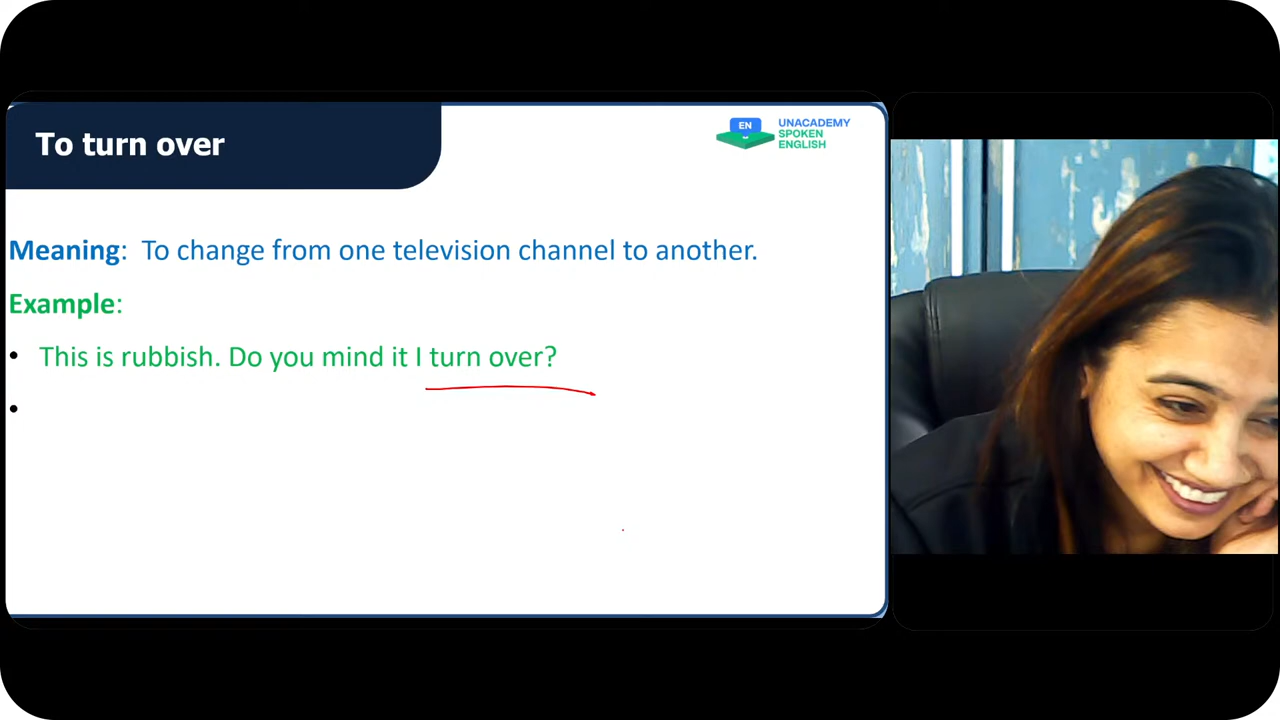 To turn over
EN
UNACADEMY
SPOKEN
ENGLISH
Meaning: To change from one television channel to another.
Example:
• This is rubbish. Do you mind it I turn over?
•